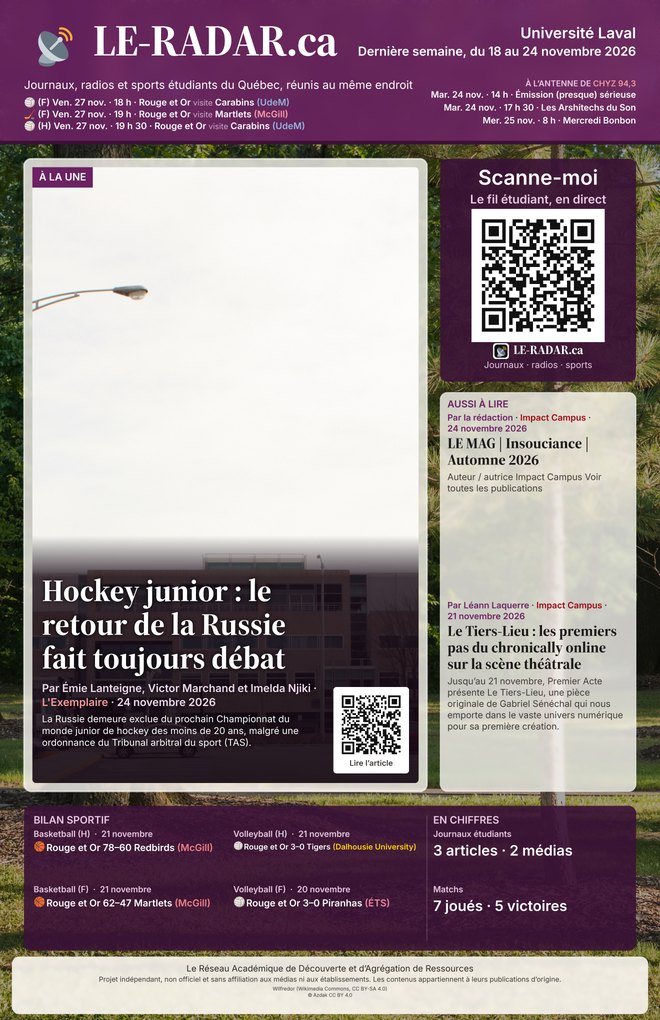 LE-RADAR.ca
Université Laval
Dernière semaine, du 18 au 24 novembre 2026
Journaux, radios et sports étudiants du Québec, réunis au même endroit
(F) Ven. 27 nov. · 18 h · Rouge et Or visite Carabins (UdeM)
(F) Ven. 27 nov. · 19 h · Rouge et Or visite Martlets (McGill)
(H) Ven. 27 nov. · 19 h 30 · Rouge et Or visite Carabins (UdeM)
À L'ANTENNE DE CHYZ 94,3
Mar. 24 nov. · 14 h · Émission (presque) sérieuse
Mar. 24 nov. · 17 h 30 · Les Arshitechs du Son
Mer. 25 nov. · 8 h · Mercredi Bonbon
À LA UNE
Hockey junior : le
retour de la Russie
fait toujours débat
Par Émie Lanteigne, Victor Marchand et Imelda Njiki ·
L'Exemplaire · 24 novembre 2026
La Russie demeure exclue du prochain Championnat du
monde junior de hockey des moins de 20 ans, malgré une
ordonnance du Tribunal arbitral du sport (TAS).
Lire l'article
Scanne-moi
Le fil étudiant, en direct
LE-RADAR.ca
Journaux · radios · sports
AUSSI À LIRE
Par la rédaction · Impact Campus ·
24 novembre 2026
LE MAG | Insouciance |
Automne 2026
Auteur / autrice Impact Campus Voir
toutes les publications
Par Léann Laquerre · Impact Campus ·
21 novembre 2026
Le Tiers-Lieu : les premiers
pas du chronically online
sur la scène théâtrale
Jusqu'au 21 novembre, Premier Acte
présente Le Tiers-Lieu, une pièce
originale de Gabriel Sénéchal qui nous
emporte dans le vaste univers numérique
pour sa première création.
BILAN SPORTIF
Basketball (H) · 21 novembre
Rouge et Or 78–60 Redbirds (McGill)
Volleyball (H) · 21 novembre
Rouge et Or 3–0 Tigers (Dalhousie University)
Basketball (F) · 21 novembre
Rouge et Or 62–47 Martlets (McGill)
Volleyball (F) · 20 novembre
Rouge et Or 3–0 Piranhas (ÉTS)
EN CHIFFRES
Journaux étudiants
3 articles · 2 médias
Matchs
7 joués · 5 victoires
Le Réseau Académique de Découverte et d'Agrégation de Ressources
Projet indépendant, non officiel et sans affiliation aux médias ni aux établissements. Les contenus appartiennent à leurs publications d'origine.
Wilfredor (Wikimedia Commons, CC BY-SA 4.0)
© Azdak CC BY 4.0